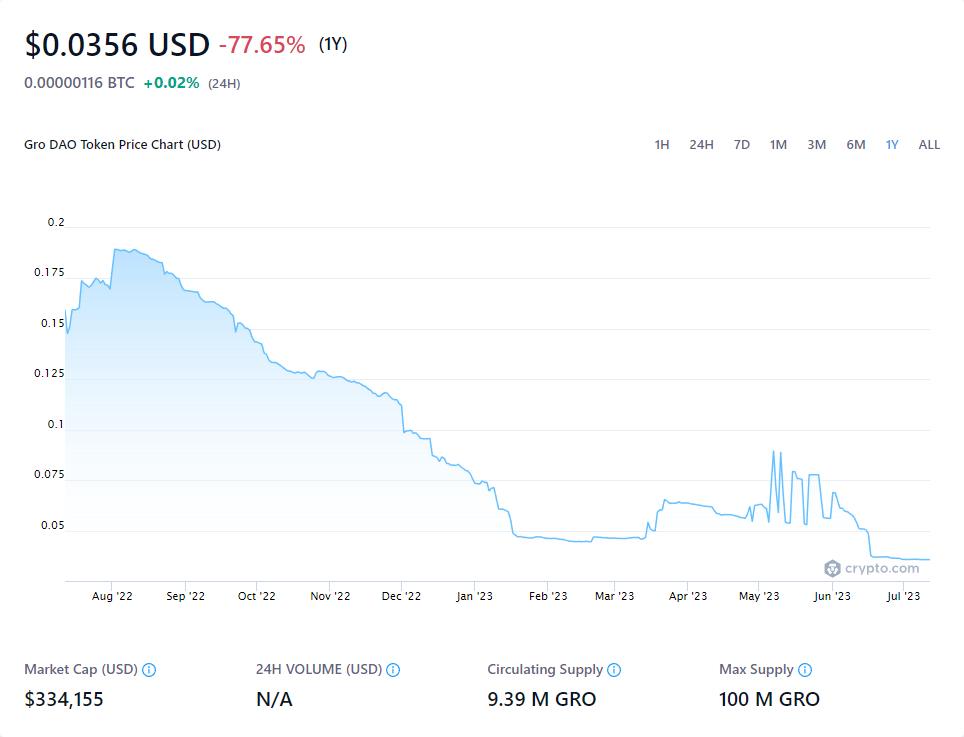 $0.0356 USD -77.65% (1Y)
0.00000116 BTC +0.02% (24H)
Gro DAO Token Price Chart (USD) 1H 24H 7D 1M 3M 6M 1Y ALL
0.2
0.175
0.15
0.125
0.1
0.075
0.05
crypto.com
Aug '22 Sep '22 Oct '22 Nov '22 Dec '22 Jan '23 Feb '23 Mar '23 Apr '23 May '23 Jun '23 Jul '23
Market Cap (USD) 24H VOLUME (USD) Circulating Supply Max Supply
$334,155 N/A 9.39 M GRO 100 M GRO